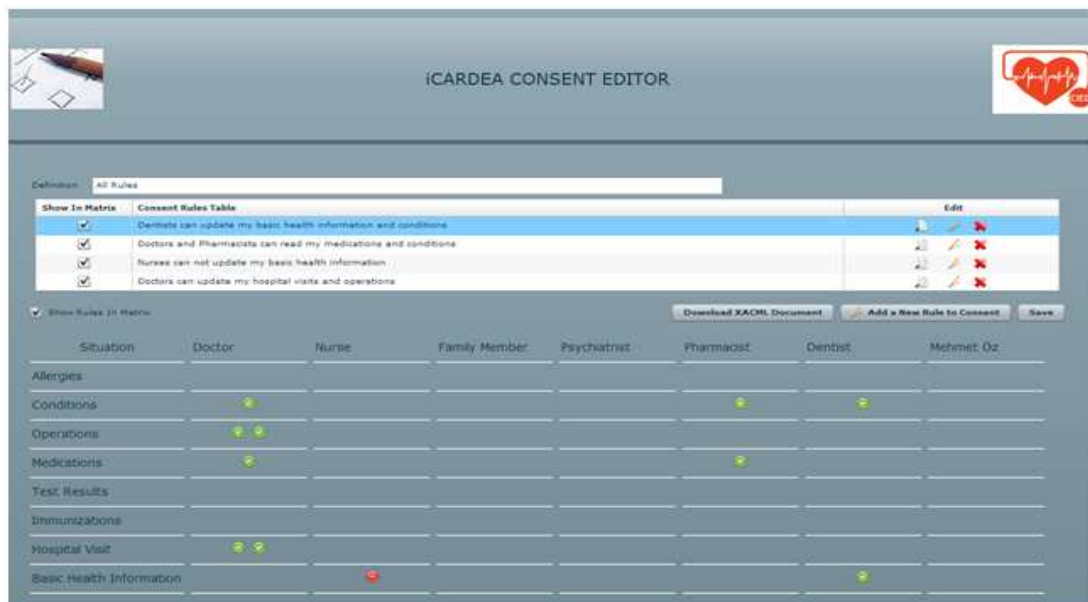 iCARDEA CONSENT EDITOR
Definition All Rules
Show In Matrix Consent Rules Table Edit
Dentists can update my basic health information and conditions
Doctors and Pharmacists can read my medications and conditions
Nurses can not update my basic health information
Doctors can update my hospital visits and operations
Show Rules In Matrix Download XACML Document Add a New Rule to Consent Save
Situation Doctor Nurse Family Member Psychiatrist Pharmacist Dentist Mehmet Oz
Allergies
Conditions
Operations
Medications
Test Results
Immunizations
Hospital Visit
Basic Health Information